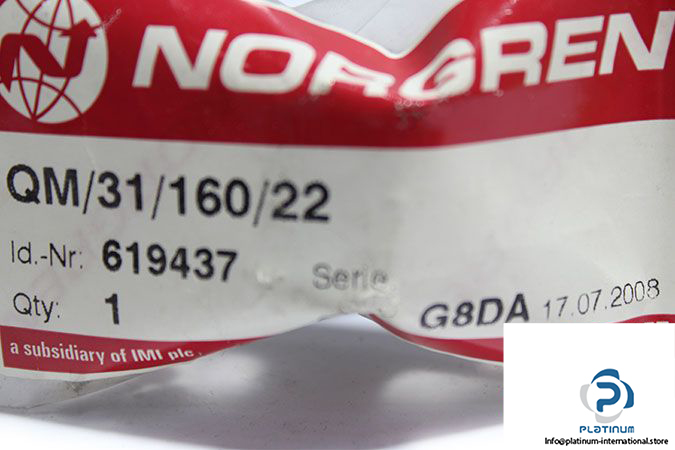 NORGREN
QM/31/160/22
Id.-Nr: 619437 Serie
Qty: 1 G8DA 17.07.2008
a subsidiary of IMI plc.
PLATINUM
Info@platinum-international.store